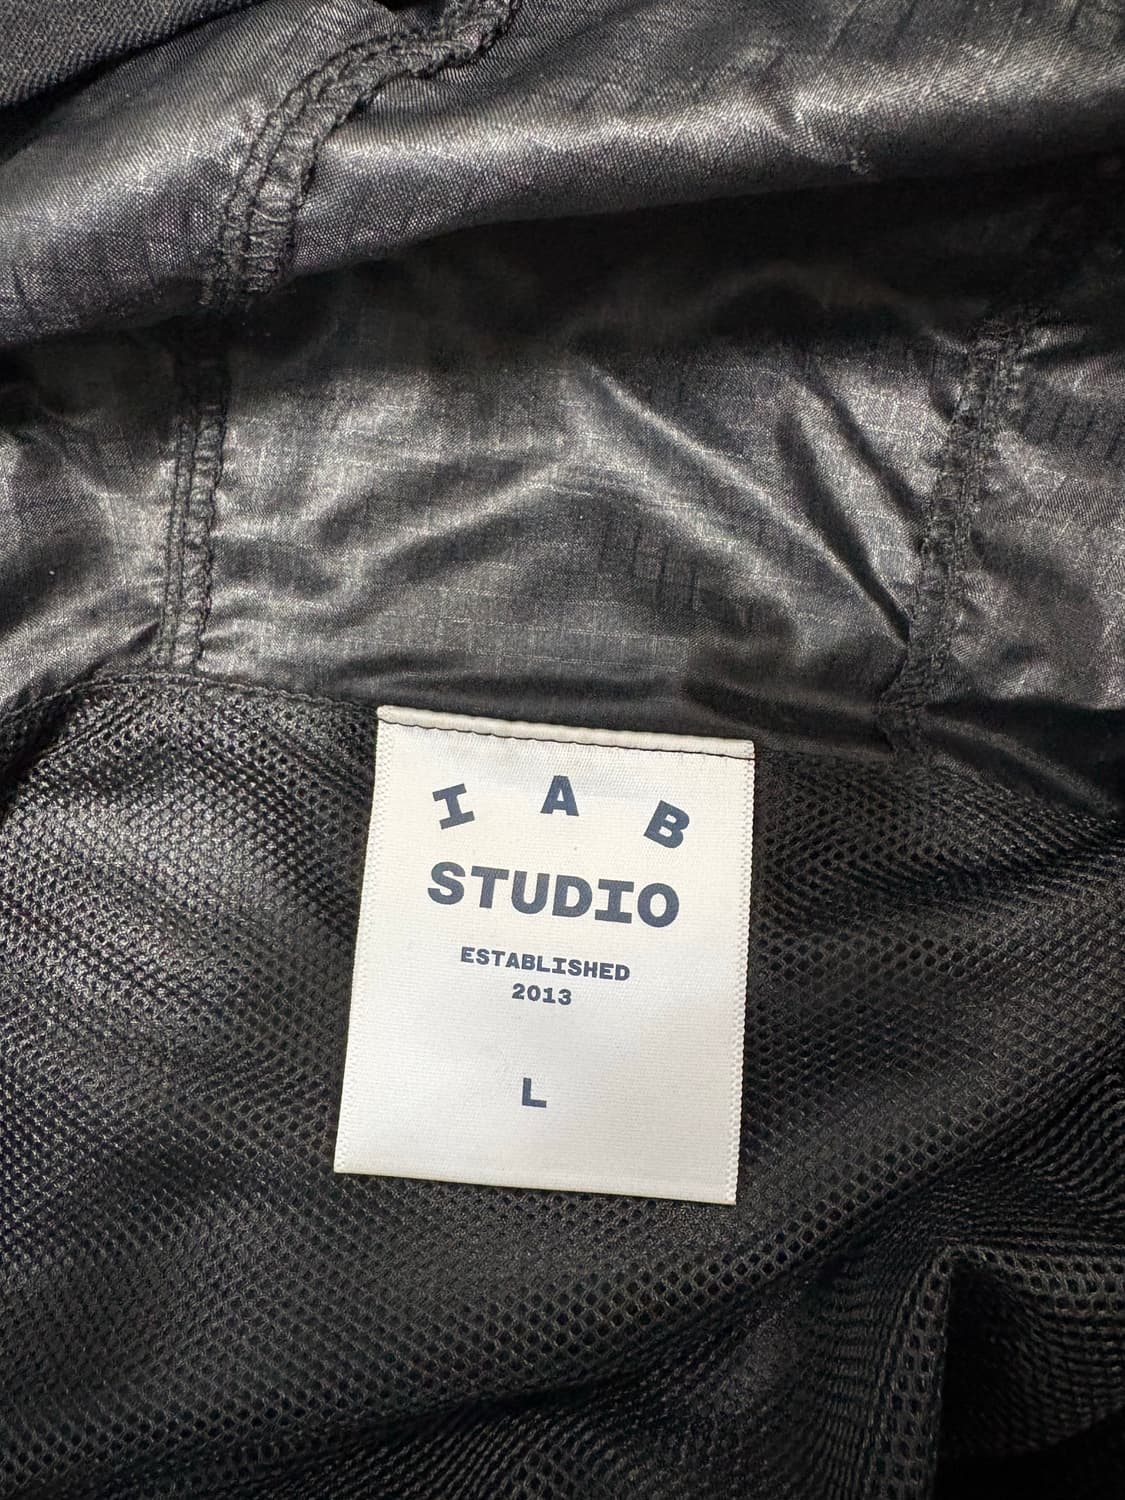 I A B
STUDIO
ESTABLISHED
2013
L